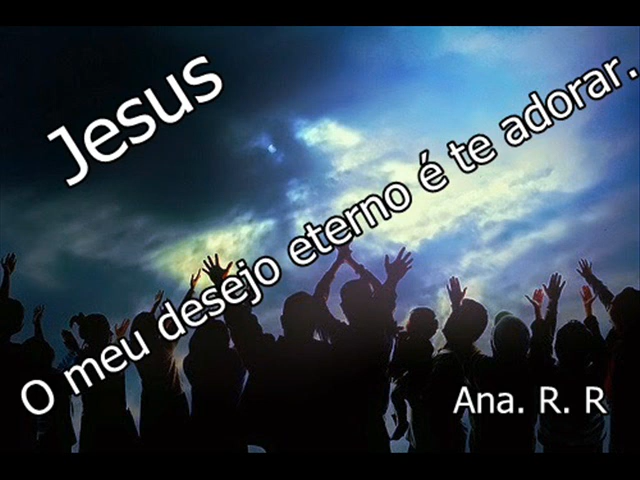 Jesus
O meu desejo eterno é te adorar.
Ana. R. R